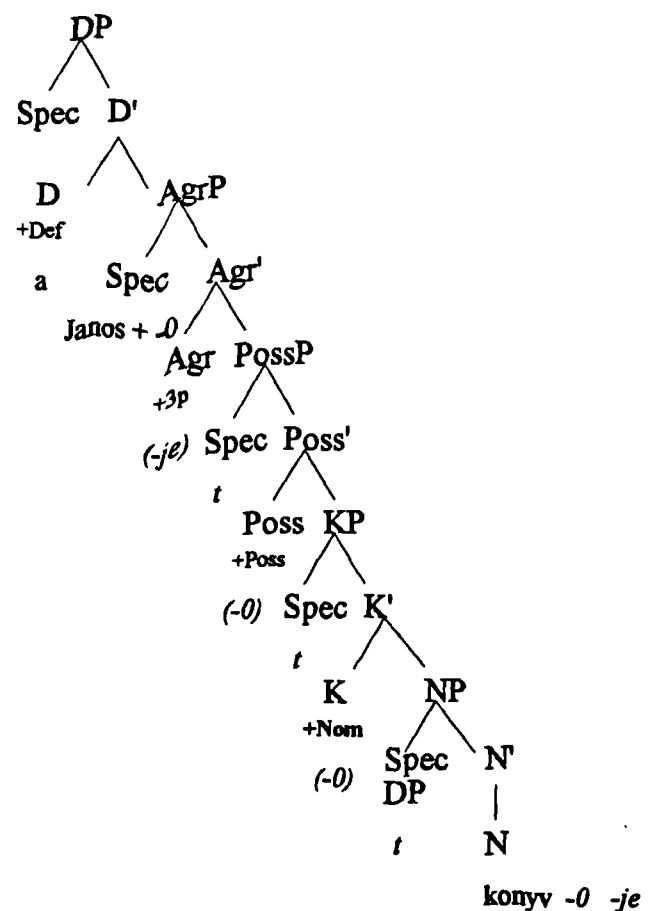 DP
Spec D'
D AgrP
+Def
a Spec Agr'
Janos + -0
Agr PossP
+3p
(-je) Spec Poss'
t
Poss KP
+Poss
(-0) Spec K'
t
K NP
+Nom
(-0) Spec N'
DP
t N
konyv -0 -je